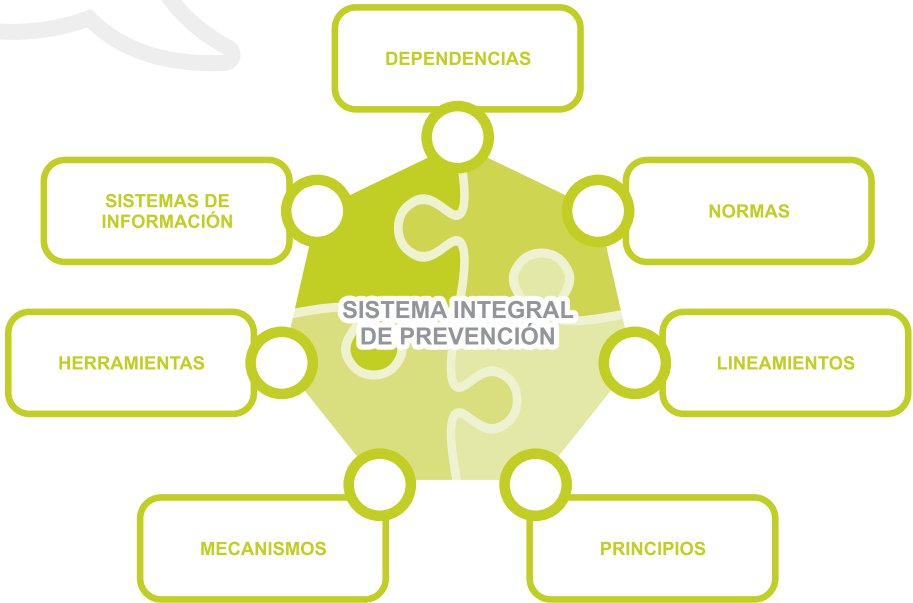 DEPENDENCIAS
SISTEMAS DE
INFORMACIÓN
NORMAS
SISTEMA INTEGRAL
DE PREVENCIÓN
HERRAMIENTAS
LINEAMIENTOS
MECANISMOS
PRINCIPIOS